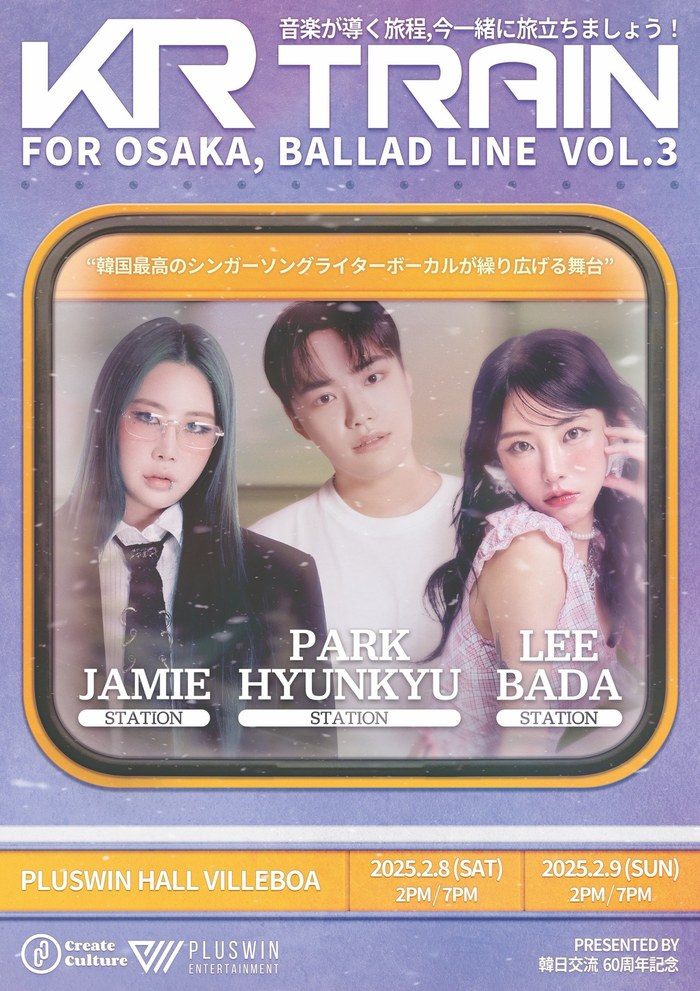 音楽が導く旅程,今一緒に旅立ちましょう！
KR TRAIN
FOR OSAKA, BALLAD LINE VOL.3
“韓国最高のシンガーソングライターボーカルが繰り広げる舞台”
JAMIE
STATION
PARK
HYUNKYU
STATION
LEE
BADA
STATION
PLUSWIN HALL VILLEBOA
2025.2.8 (SAT)
2PM / 7PM
2025.2.9 (SUN)
2PM / 7PM
Create
Culture
PLUSWIN
ENTERTAINMENT
PRESENTED BY
韓日交流 60周年記念